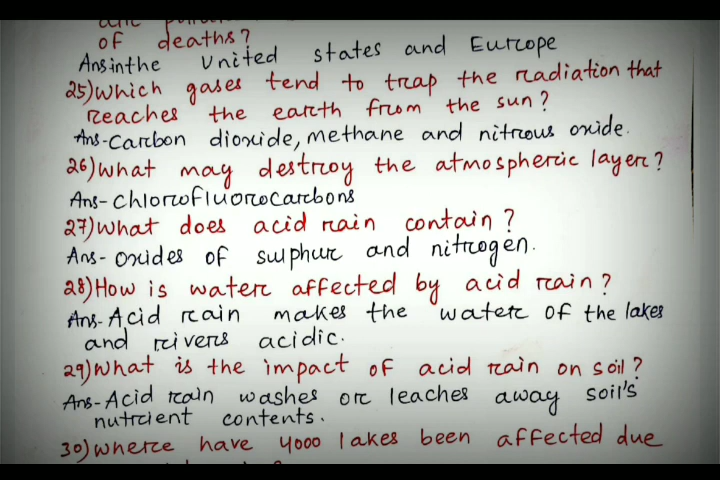 of deaths?
Ans in the United states and Europe
25) which gases tend to trap the radiation that
reaches the earth from the sun?
Ans- Carbon dioxide, methane and nitrous oxide.
26) what may destroy the atmospheric layer?
Ans- chlorofluorocarbons
27) what does acid rain contain?
Ans- oxides of sulphur and nitrogen.
28) How is water affected by acid rain?
Ans- Acid rain makes the water of the lakes
and rivers acidic.
29) what is the impact of acid rain on soil?
Ans- Acid rain washes or leaches away soil's
nutrient contents.
30) where have 4000 lakes been affected due